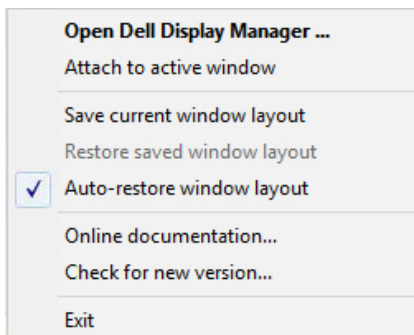 Open Dell Display Manager ...
Attach to active window
Save current window layout
Restore saved window layout
Auto-restore window layout
Online documentation...
Check for new version...
Exit